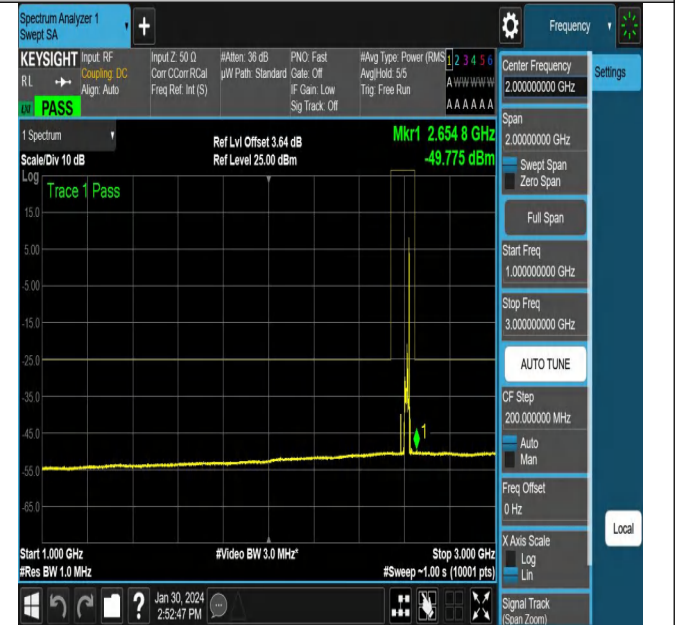 Spectrum Analyzer 1
Swept SA
+
Frequency
KEYSIGHT
RL
LXI PASS
Input: RF
Coupling: DC
Align: Auto
Input Z: 50 Ω
Corr CCorr RCal
Freq Ref: Int (S)
#Atten: 36 dB
µW Path: Standard
PNO: Fast
Gate: Off
IF Gain: Low
Sig Track: Off
#Avg Type: Power (RMS
Avg|Hold: 5/5
Trig: Free Run
1 2 3 4 5 6
A W W W W W
A A A A A A
1 Spectrum
Scale/Div 10 dB
Ref Lvl Offset 3.64 dB
Ref Level 25.00 dBm
Mkr1 2.654 8 GHz
-49.775 dBm
Log
Trace 1 Pass
15.0
5.00
-5.00
-15.0
-25.0
-35.0
-45.0
-55.0
-65.0
1
Start 1.000 GHz
#Res BW 1.0 MHz
#Video BW 3.0 MHz*
Stop 3.000 GHz
#Sweep ~1.00 s (10001 pts)
Center Frequency
2.000000000 GHz
Settings
Span
2.00000000 GHz
Swept Span
Zero Span
Full Span
Start Freq
1.000000000 GHz
Stop Freq
3.000000000 GHz
AUTO TUNE
CF Step
200.000000 MHz
Auto
Man
Freq Offset
0 Hz
X Axis Scale
Log
Lin
Local
Signal Track
(Span Zoom)
?
Jan 30, 2024
2:52:47 PM